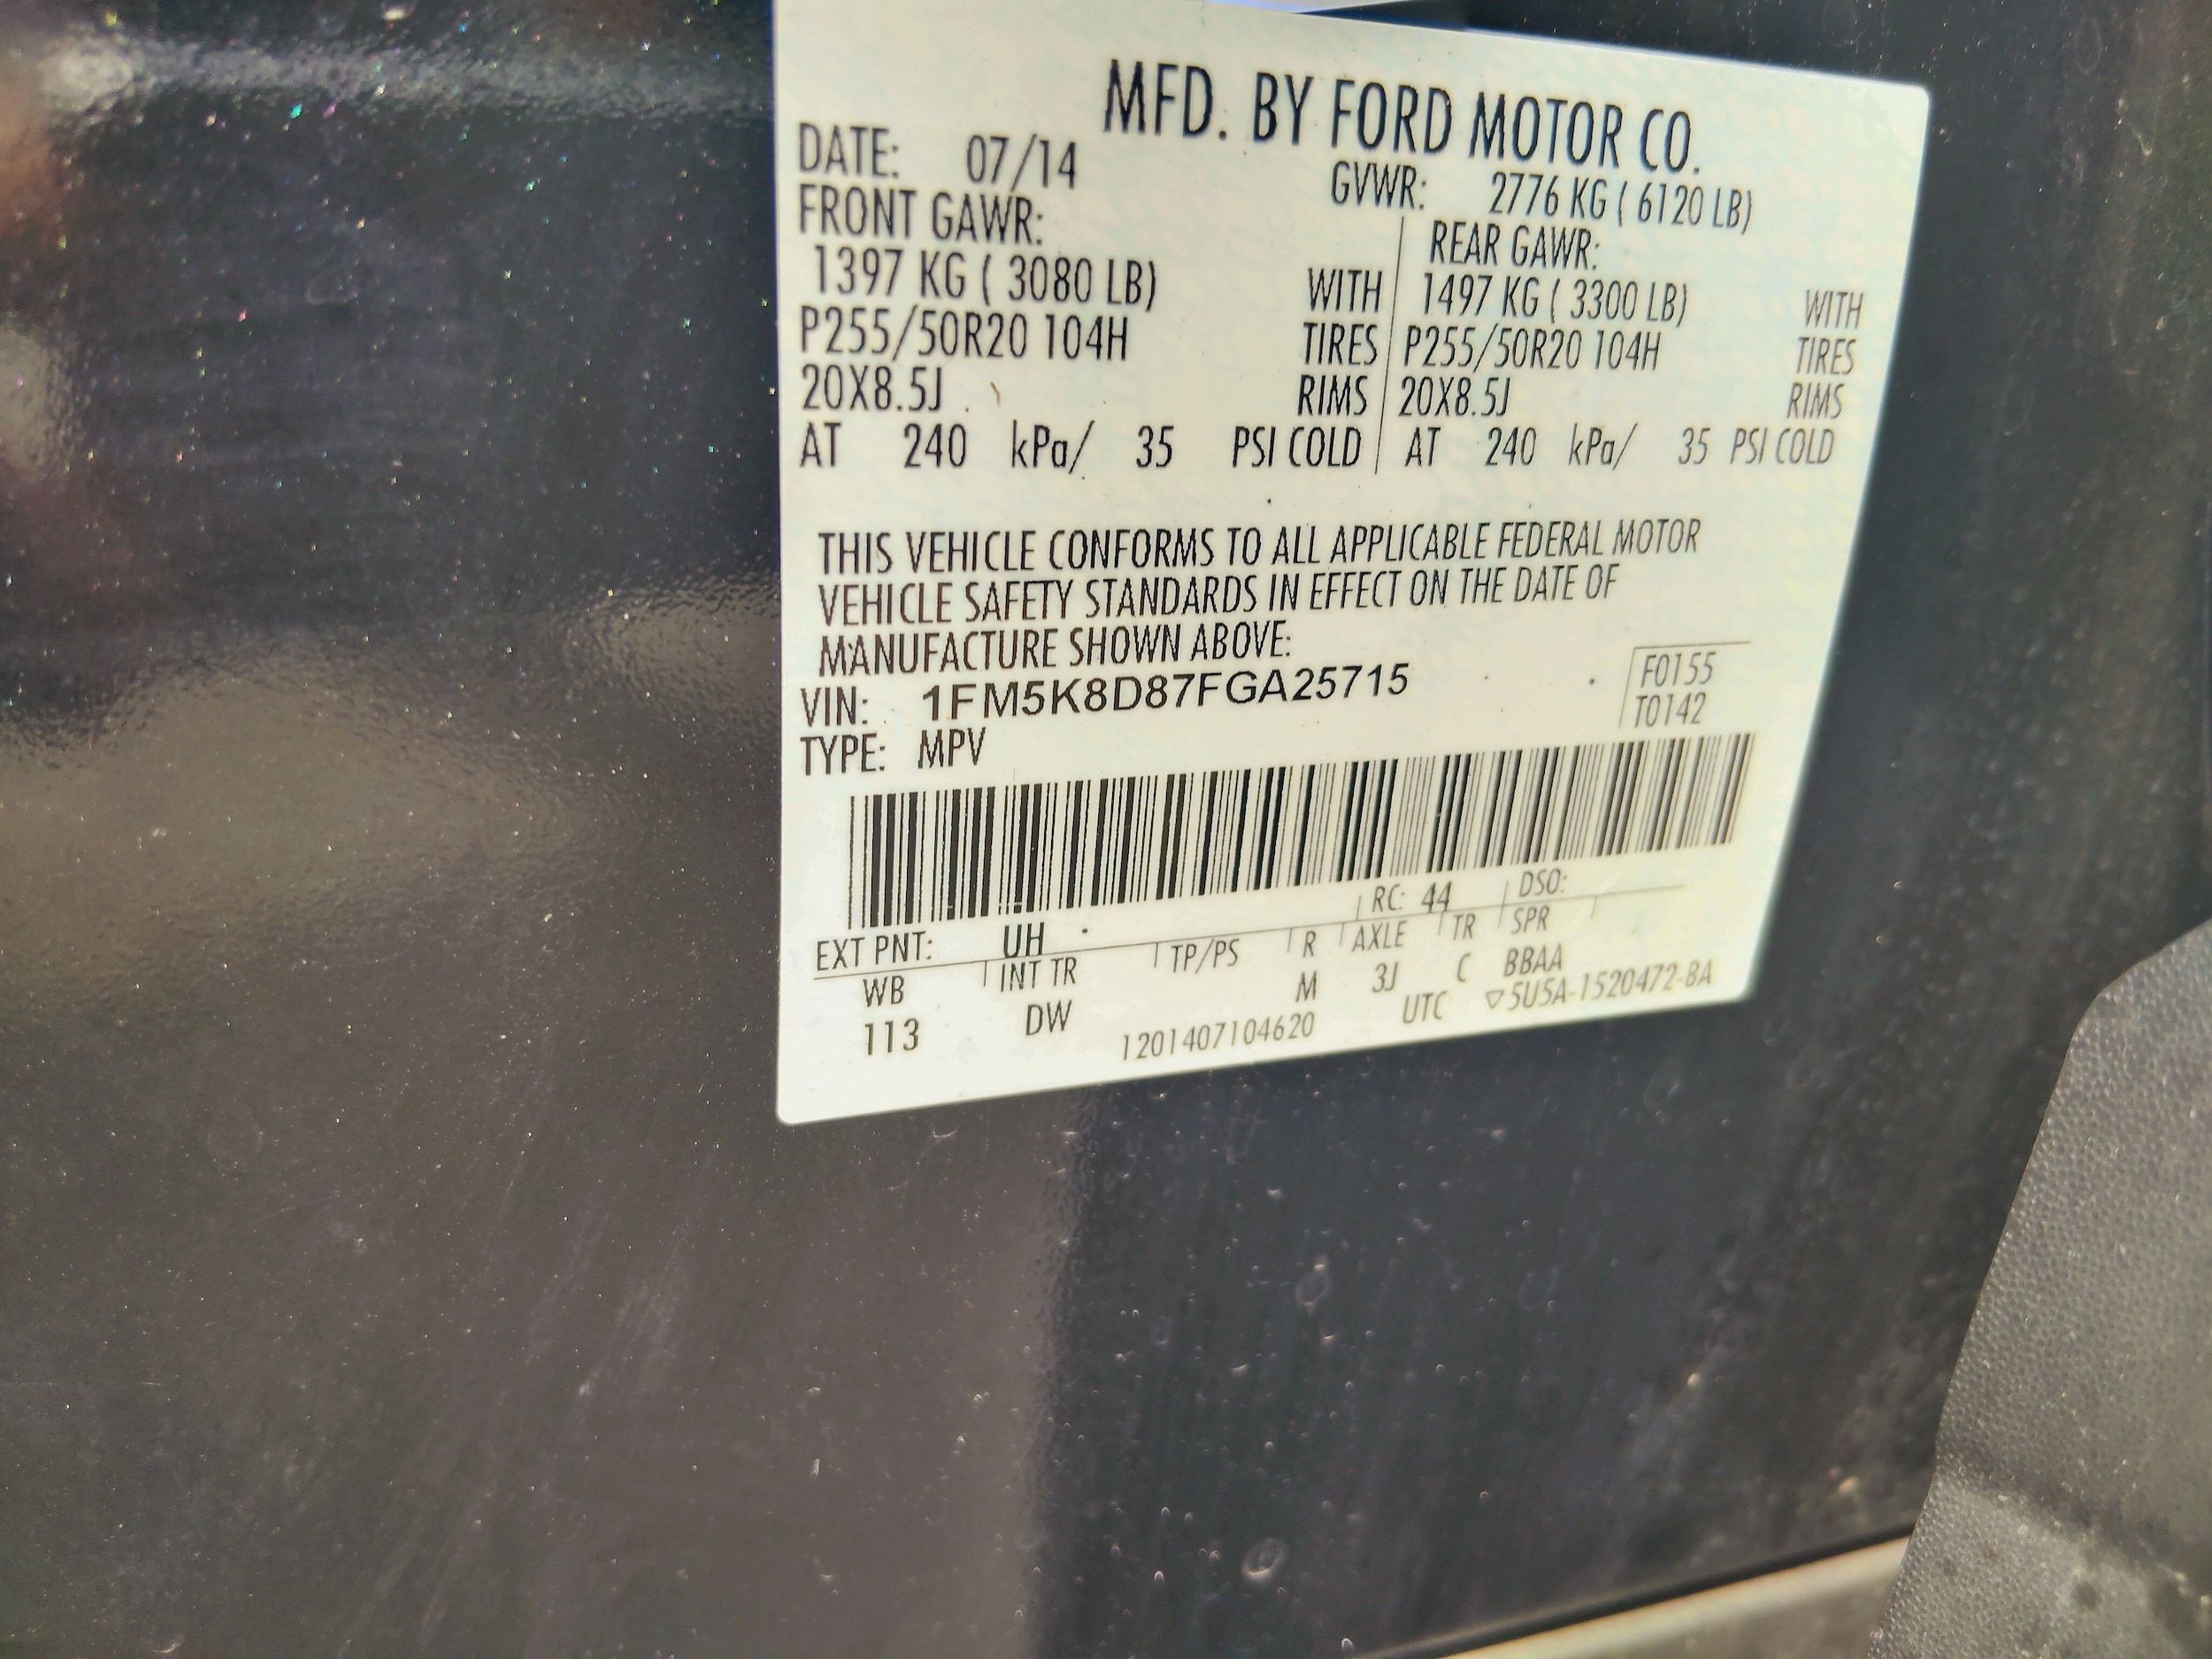 MFD. BY FORD MOTOR CO.
DATE: 07/14 GVWR: 2776 KG ( 6120 LB)
FRONT GAWR: REAR GAWR:
1397 KG ( 3080 LB) WITH 1497 KG ( 3300 LB) WITH
P255/50R20 104H TIRES P255/50R20 104H TIRES
20X8.5J RIMS 20X8.5J RIMS
AT 240 kPa/ 35 PSI COLD AT 240 kPa/ 35 PSI COLD
THIS VEHICLE CONFORMS TO ALL APPLICABLE FEDERAL MOTOR
VEHICLE SAFETY STANDARDS IN EFFECT ON THE DATE OF
MANUFACTURE SHOWN ABOVE:
VIN: 1FM5K8D87FGA25715 F0155
TYPE: MPV T0142
EXT PNT: UH RC: 44 DSO:
WB INT TR TP/PS R AXLE TR SPR
113 DW M 3J C BBAA
1201407104620 UTC ▽5U5A-1520472-BA